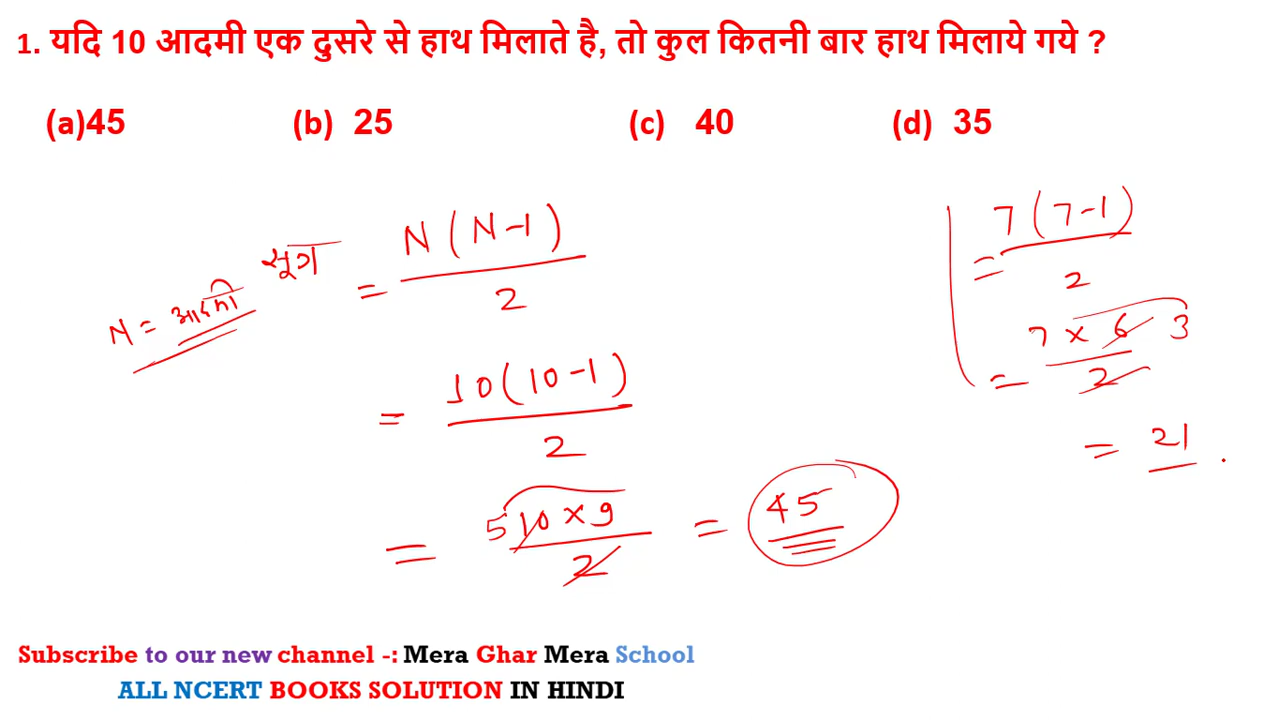 1. यदि 10 आदमी एक दुसरे से हाथ मिलाते है, तो कुल कितनी बार हाथ मिलाये गये ?
(a)45 (b) 25 (c) 40 (d) 35
सूत्र = N(N-1)/2
N = आदमी
= 10(10-1)/2
= 5 10×9/2 = 45
= 7(7-1)/2
= 7×6 3/2
= 21
Subscribe to our new channel -: Mera Ghar Mera School
ALL NCERT BOOKS SOLUTION IN HINDI